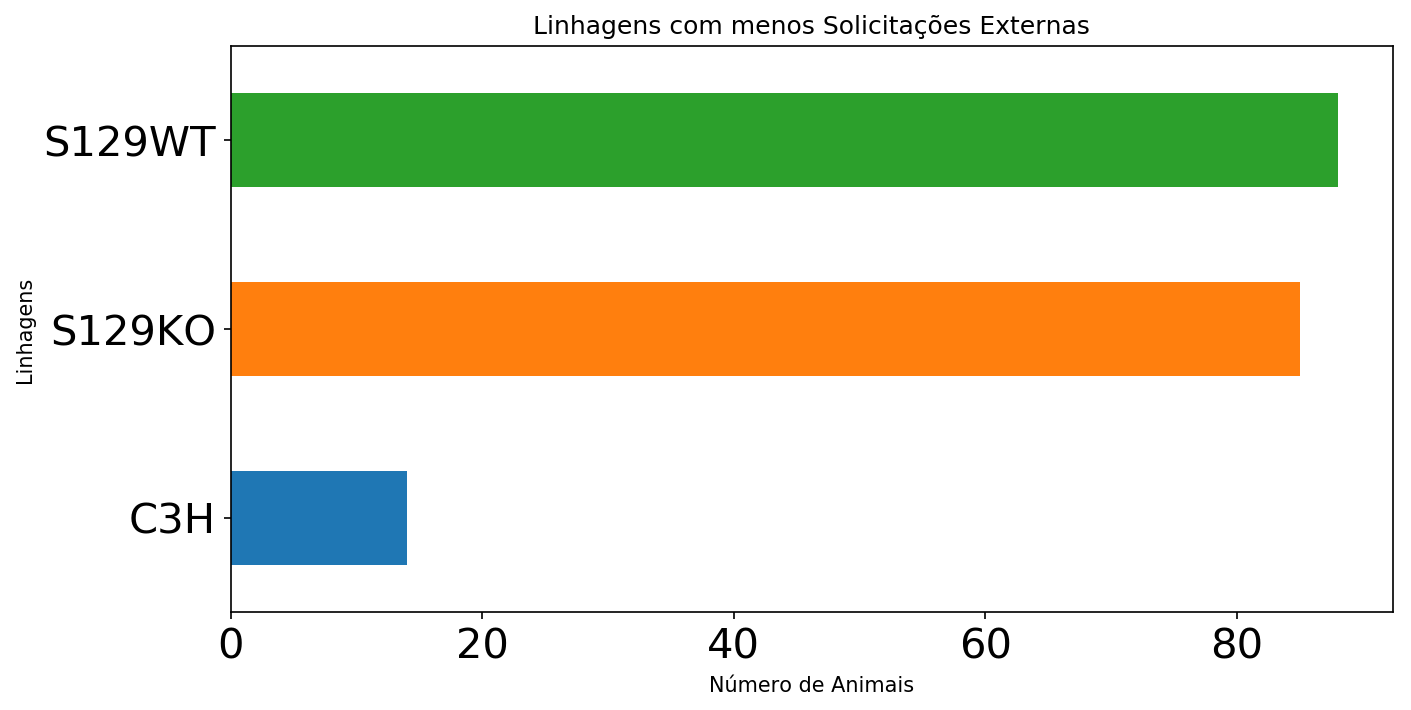 Linhagens com menos Solicitações Externas
S129WT
S129KO
C3H
Linhagens
0 20 40 60 80
Número de Animais